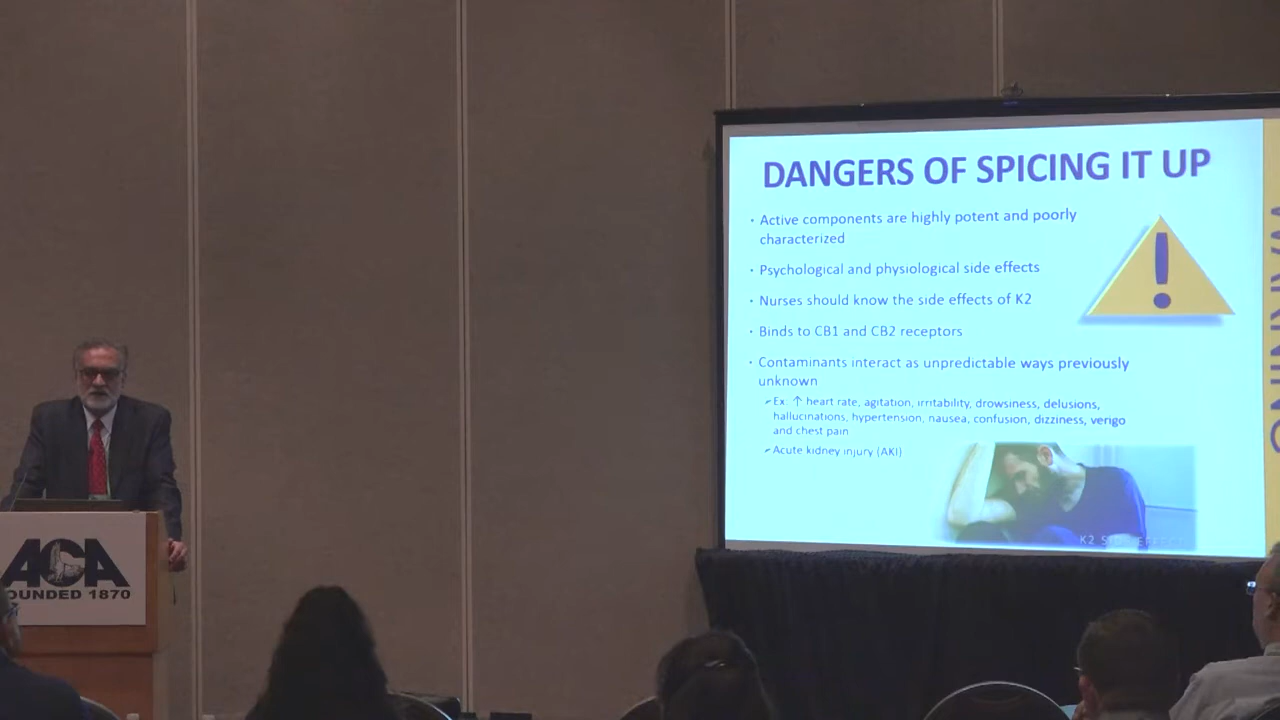 DANGERS OF SPICING IT UP
• Active components are highly potent and poorly
characterized
• Psychological and physiological side effects
• Nurses should know the side effects of K2
• Binds to CB1 and CB2 receptors
• Contaminants interact as unpredictable ways previously
unknown
Ex. ↑ heart rate, agitation, irritability, drowsiness, delusions,
hallucinations, hypertension, nausea, confusion, dizziness, verigo
and chest pain
Acute kidney injury (AKI)
WARNING
ACA
OUNDED 1870